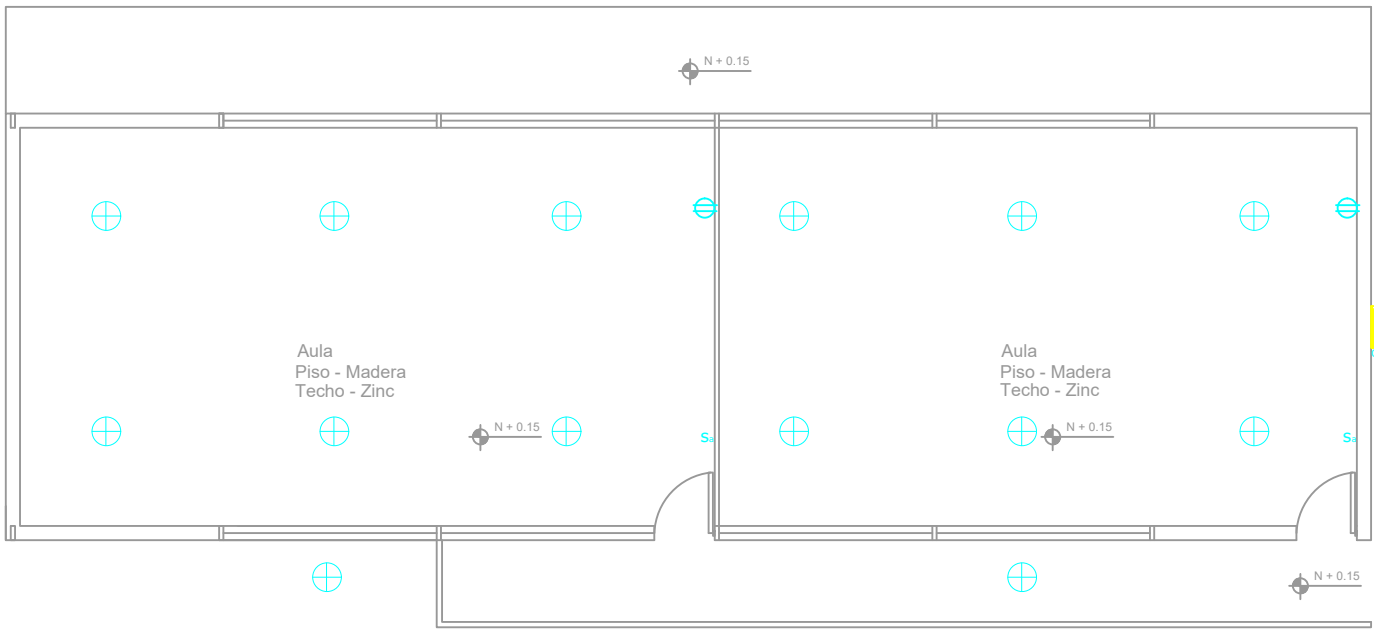 N + 0.15
Aula
Piso - Madera
Techo - Zinc
N + 0.15
Sa
Aula
Piso - Madera
Techo - Zinc
N + 0.15
Sa
N + 0.15